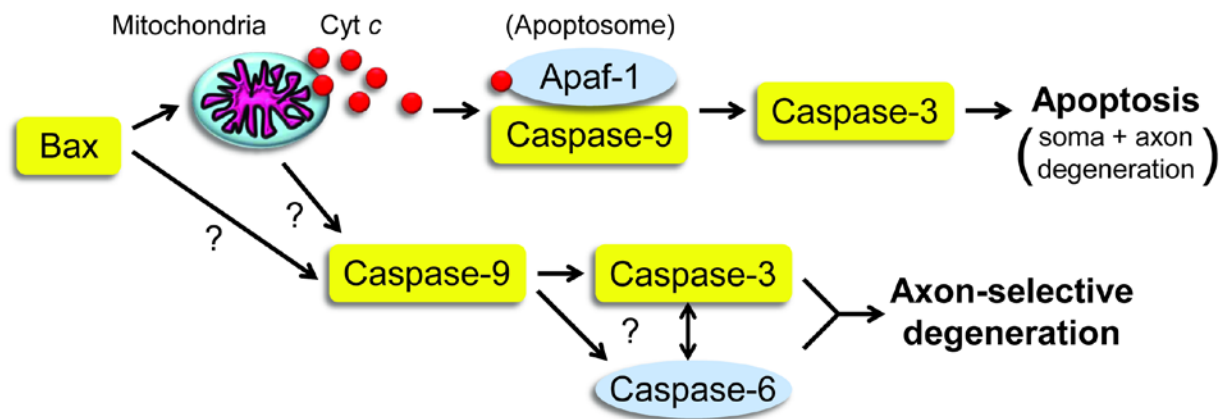 Mitochondria
Cyt c
(Apoptosome)
Apaf-1
Caspase-9
Caspase-3
Apoptosis
(soma + axon
degeneration)
Bax
?
?
Caspase-9
Caspase-3
?
Caspase-6
Axon-selective
degeneration